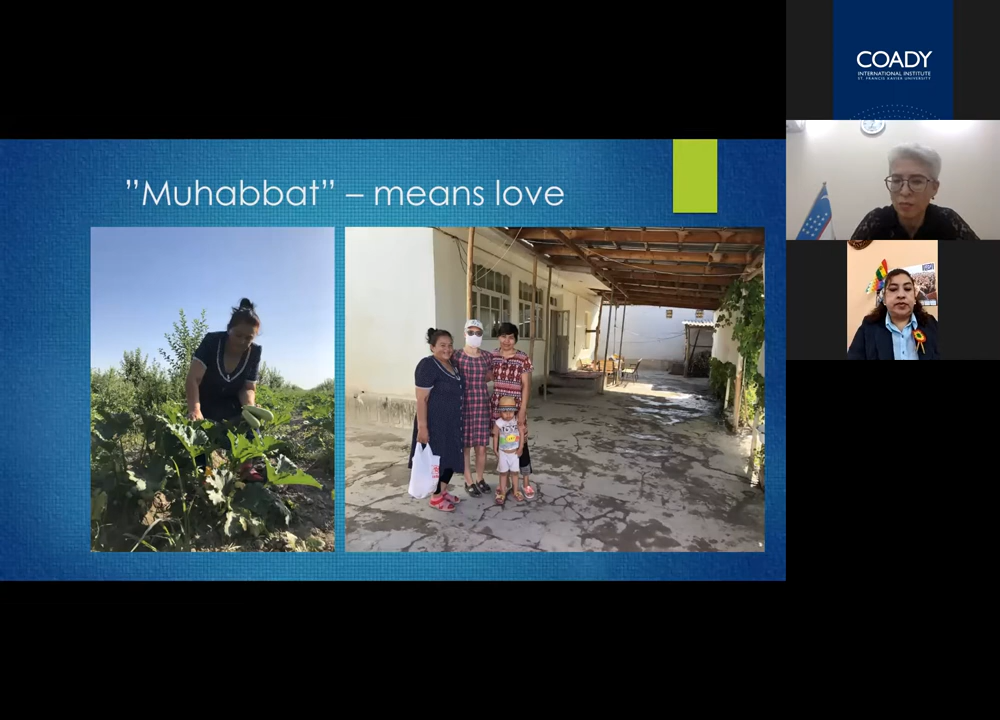 ”Muhabbat” – means love
COADY
INTERNATIONAL INSTITUTE
ST. FRANCIS XAVIER UNIVERSITY